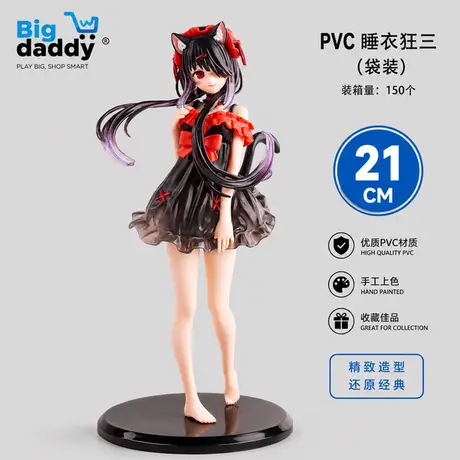 Big
daddy®
PLAY BIG, SHOP SMART
PVC 睡衣狂三
(袋装)
装箱量：150个
21
CM
优质PVC材质
HIGH QUALITY PVC
手工上色
HAND PAINTED
收藏佳品
GREAT FOR COLLECTION
精致造型
还原经典